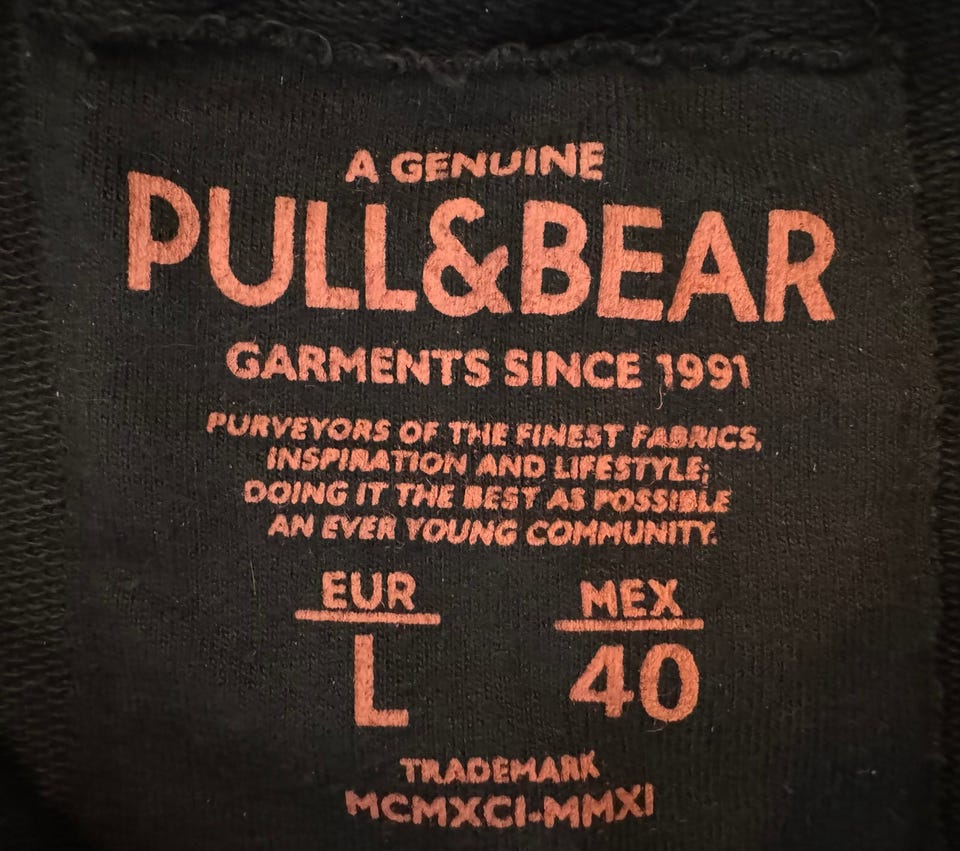 A GENUINE
PULL&BEAR
GARMENTS SINCE 1991
PURVEYORS OF THE FINEST FABRICS,
INSPIRATION AND LIFESTYLE;
DOING IT THE BEST AS POSSIBLE
AN EVER YOUNG COMMUNITY.
EUR MEX
L 40
TRADEMARK
MCMXCI-MMXI